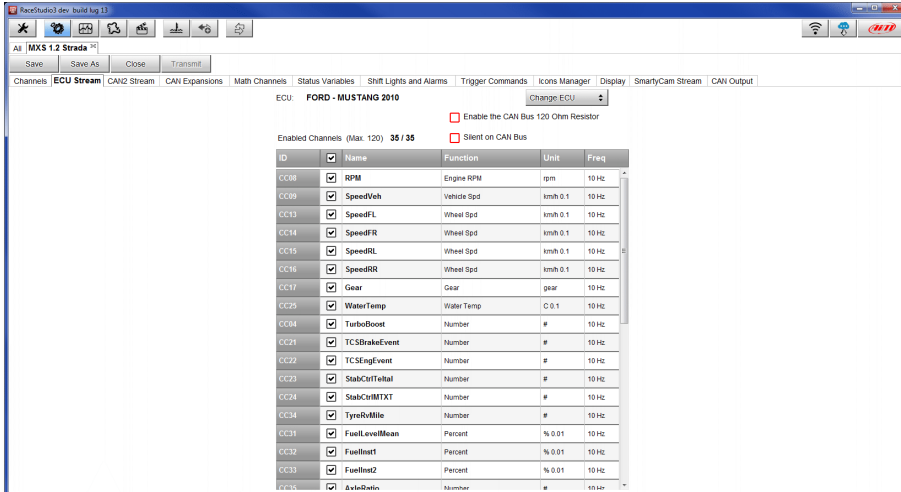 RaceStudio3 dev build lug 13
AiM
All MXS 1.2 Strada
Save Save As Close Transmit
Channels ECU Stream CAN2 Stream CAN Expansions Math Channels Status Variables Shift Lights and Alarms Trigger Commands Icons Manager Display SmartyCam Stream CAN Output
ECU: FORD - MUSTANG 2010 Change ECU
Enable the CAN Bus 120 Ohm Resistor
Enabled Channels (Max. 120) 35 / 35 Silent on CAN Bus
ID Name Function Unit Freq
CC08 RPM Engine RPM rpm 10 Hz
CC09 SpeedVeh Vehicle Spd km/h 0.1 10 Hz
CC13 SpeedFL Wheel Spd km/h 0.1 10 Hz
CC14 SpeedFR Wheel Spd km/h 0.1 10 Hz
CC15 SpeedRL Wheel Spd km/h 0.1 10 Hz
CC16 SpeedRR Wheel Spd km/h 0.1 10 Hz
CC17 Gear Gear gear 10 Hz
CC25 WaterTemp Water Temp C 0.1 10 Hz
CC04 TurboBoost Number # 10 Hz
CC21 TCSBrakeEvent Number # 10 Hz
CC22 TCSEngEvent Number # 10 Hz
CC23 StabCtrlTeltal Number # 10 Hz
CC24 StabCtrlMTXT Number # 10 Hz
CC34 TyreRvMile Number # 10 Hz
CC31 FuelLevelMean Percent % 0.01 10 Hz
CC32 FuelInst1 Percent % 0.01 10 Hz
CC33 FuelInst2 Percent % 0.01 10 Hz
CC35 AxleRatio Number # 10 Hz